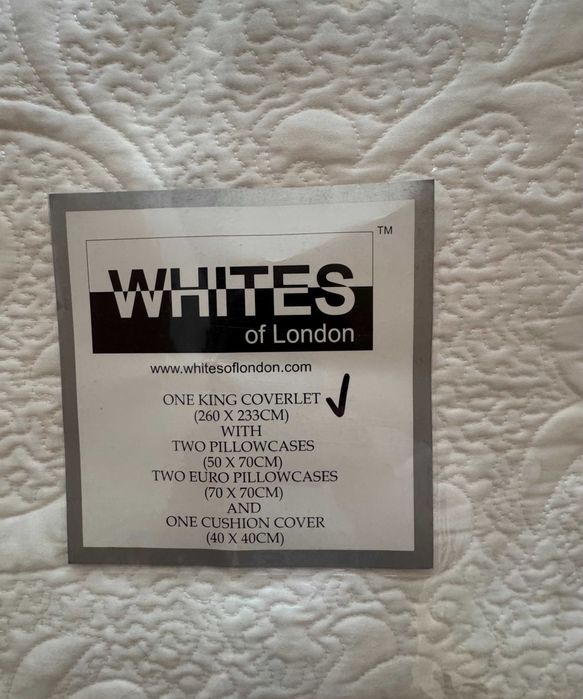 TM
WHITES
of London
www.whitesoflondon.com
ONE KING COVERLET
(260 X 233CM)
WITH
TWO PILLOWCASES
(50 X 70CM)
TWO EURO PILLOWCASES
(70 X 70CM)
AND
ONE CUSHION COVER
(40 X 40CM)